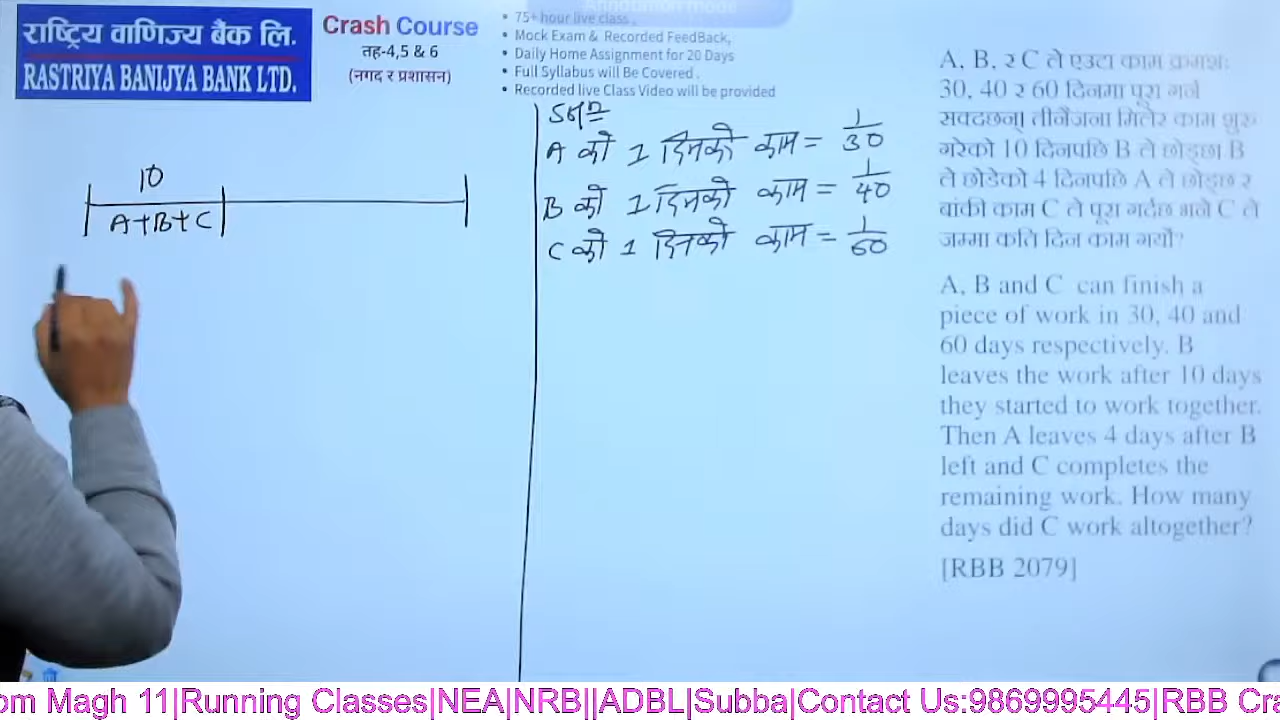 Annotation mode
राष्ट्रिय वाणिज्य बैंक लि.
RASTRIYA BANIJYA BANK LTD.
Crash Course
तह-4,5 & 6
(नगद र प्रशासन)
• 75+ hour live class ,
• Mock Exam & Recorded FeedBack,
• Daily Home Assignment for 20 Days
• Full Syllabus will Be Covered .
• Recorded live Class Video will be provided
10
A+B+C
Solⁿ
A को 1 दिनको काम = 1/30
B को 1 दिनको काम = 1/40
C को 1 दिनको काम = 1/60
A, B, र C ले एउटा काम क्रमशः
30, 40 र 60 दिनमा पूरा गर्न
सक्दछन्। तीनैजना मिलेर काम शुरु
गरेको 10 दिनपछि B ले छोड्छ। B
ले छोडेको 4 दिनपछि A ले छोड्छ र
बांकी काम C ले पूरा गर्दछ भने C ले
जम्मा कति दिन काम गर्यो?
A, B and C can finish a
piece of work in 30, 40 and
60 days respectively. B
leaves the work after 10 days
they started to work together.
Then A leaves 4 days after B
left and C completes the
remaining work. How many
days did C work altogether?
[RBB 2079]
om Magh 11|Running Classes|NEA|NRB||ADBL|Subba|Contact Us:9869995445|RBB Cra